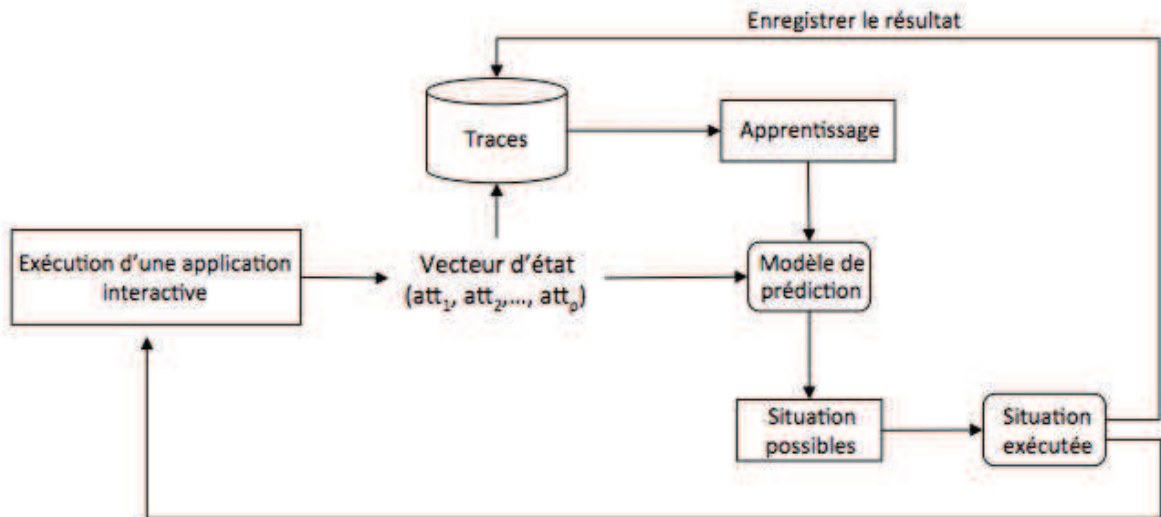 Enregistrer le résultat
Traces
Apprentissage
Exécution d'une application
interactive
Vecteur d'état
(att₁, att₂,..., attₚ)
Modèle de
prédiction
Situation
possibles
Situation
exécutée